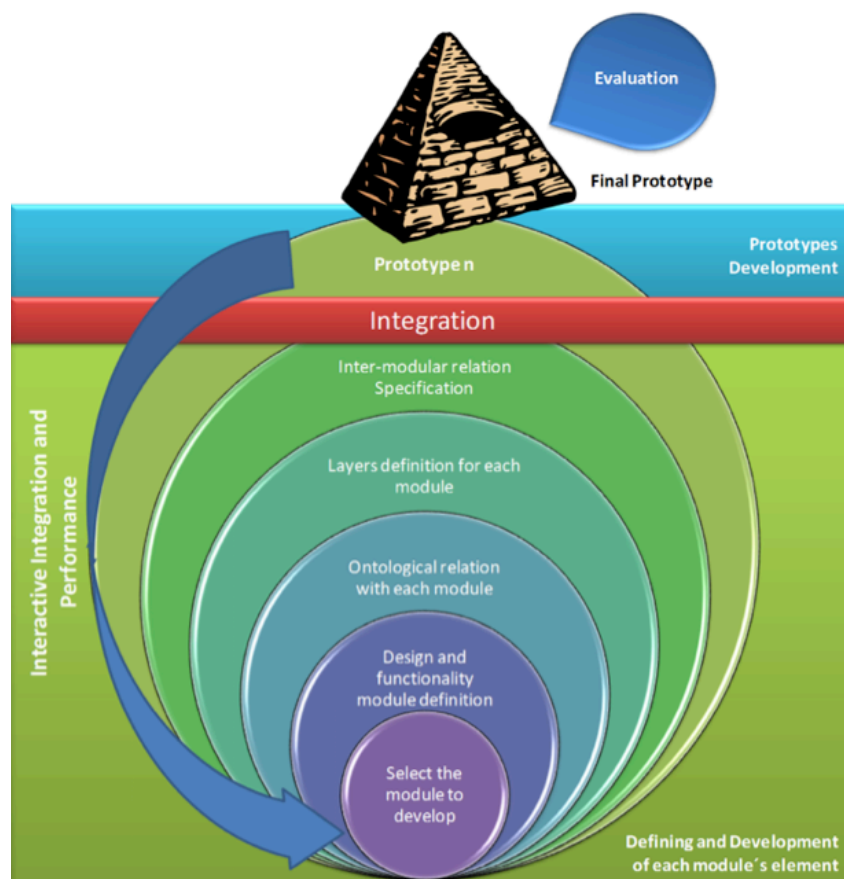 Evaluation
Final Prototype
Prototypes
Development
Prototype n
Integration
Inter-modular relation
Specification
Layers definition for each
module
Ontological relation
with each module
Design and
functionality
module definition
Select the
module to
develop
Interactive Integration and
Performance
Defining and Development
of each module´s element